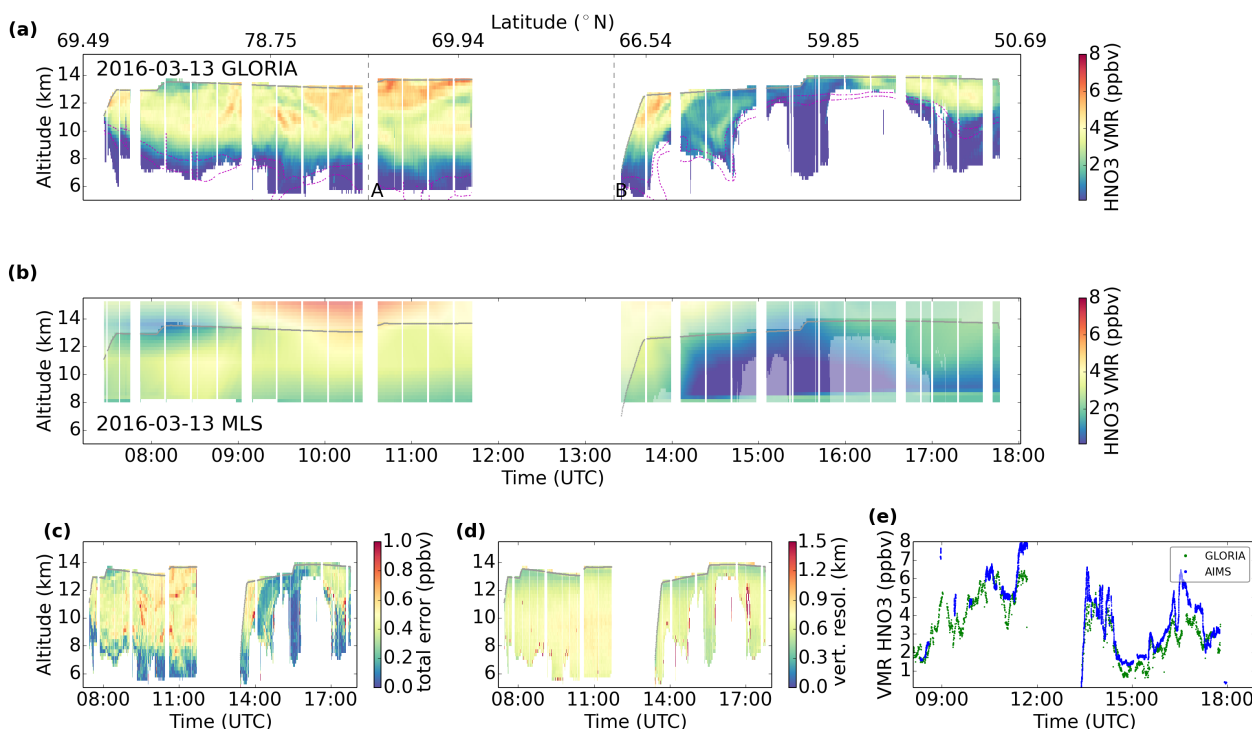 Latitude (°N)
(a)
69.49 78.75 69.94 66.54 59.85 50.69
2016-03-13 GLORIA
Altitude (km)
14
12
10
8
6
A
B
8
6
4
2
HNO3 VMR (ppbv)
(b)
Altitude (km)
14
12
10
8
6
2016-03-13 MLS
8
6
4
2
HNO3 VMR (ppbv)
08:00 09:00 10:00 11:00 12:00 13:00 14:00 15:00 16:00 17:00 18:00
Time (UTC)
(c)
Altitude (km)
14
12
10
8
6
08:00 11:00 14:00 17:00
Time (UTC)
1.0
0.8
0.6
0.4
0.2
0.0
total error (ppbv)
(d)
14
12
10
8
6
08:00 11:00 14:00 17:00
Time (UTC)
1.5
1.2
0.9
0.6
0.3
0.0
vert. resol. (km)
(e)
VMR HNO3 (ppbv)
8
7
6
5
4
3
2
1
GLORIA
AIMS
09:00 12:00 15:00 18:00
Time (UTC)